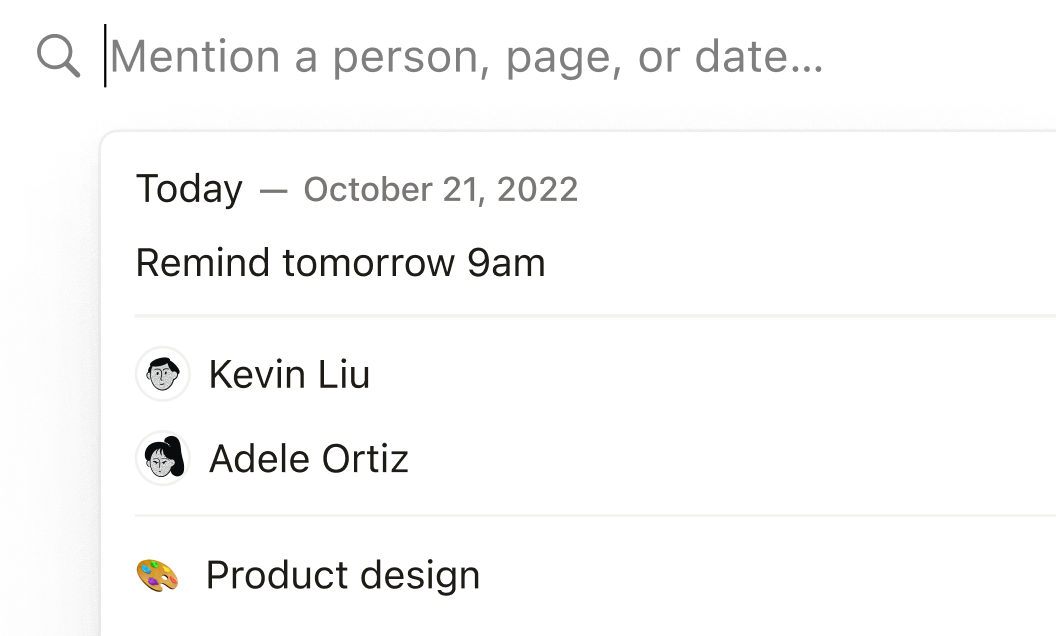 Mention a person, page, or date...
Today — October 21, 2022
Remind tomorrow 9am
Kevin Liu
Adele Ortiz
Product design